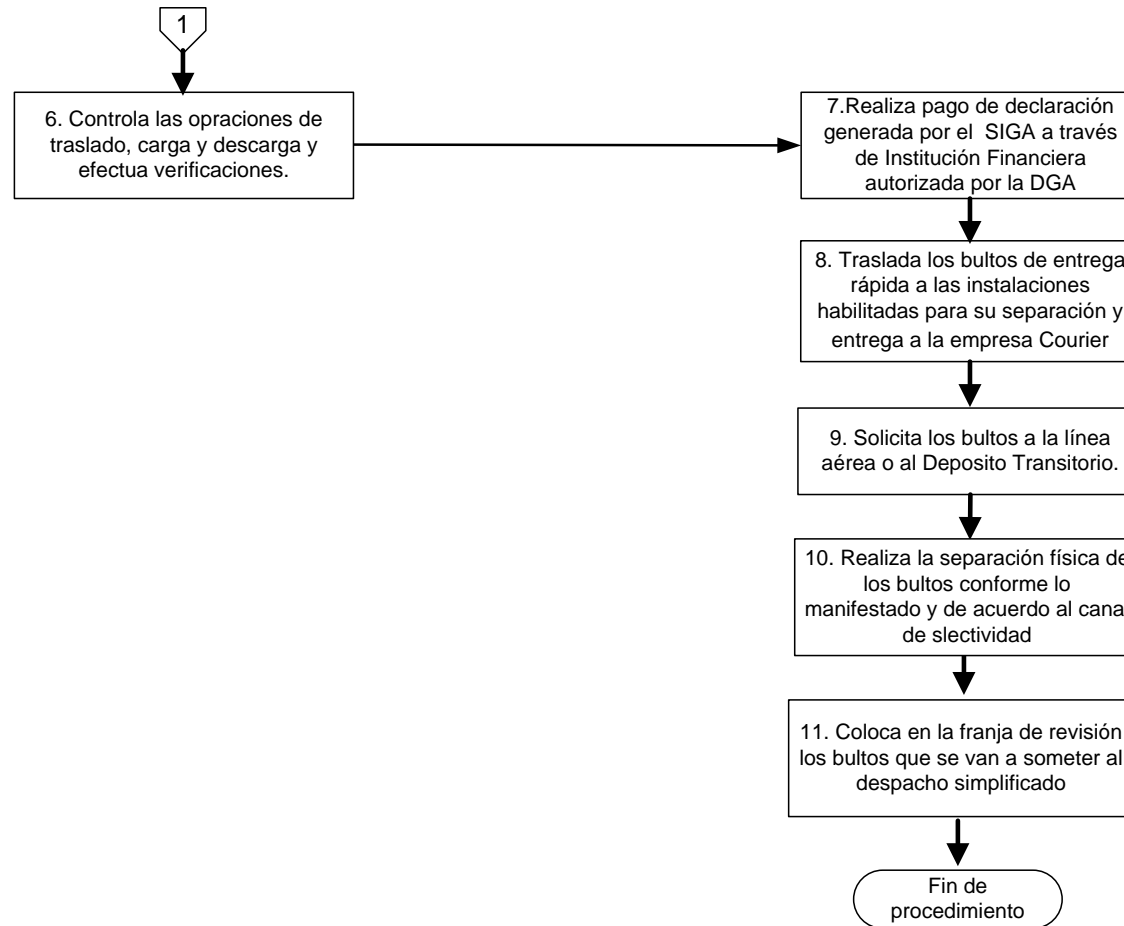 1
6. Controla las opraciones de
traslado, carga y descarga y
efectua verificaciones.
7.Realiza pago de declaración
generada por el SIGA a través
de Institución Financiera
autorizada por la DGA
8. Traslada los bultos de entrega
rápida a las instalaciones
habilitadas para su separación y
entrega a la empresa Courier
9. Solicita los bultos a la línea
aérea o al Deposito Transitorio.
10. Realiza la separación física de
los bultos conforme lo
manifestado y de acuerdo al cana
de slectividad
11. Coloca en la franja de revisión
los bultos que se van a someter al
despacho simplificado
Fin de
procedimiento